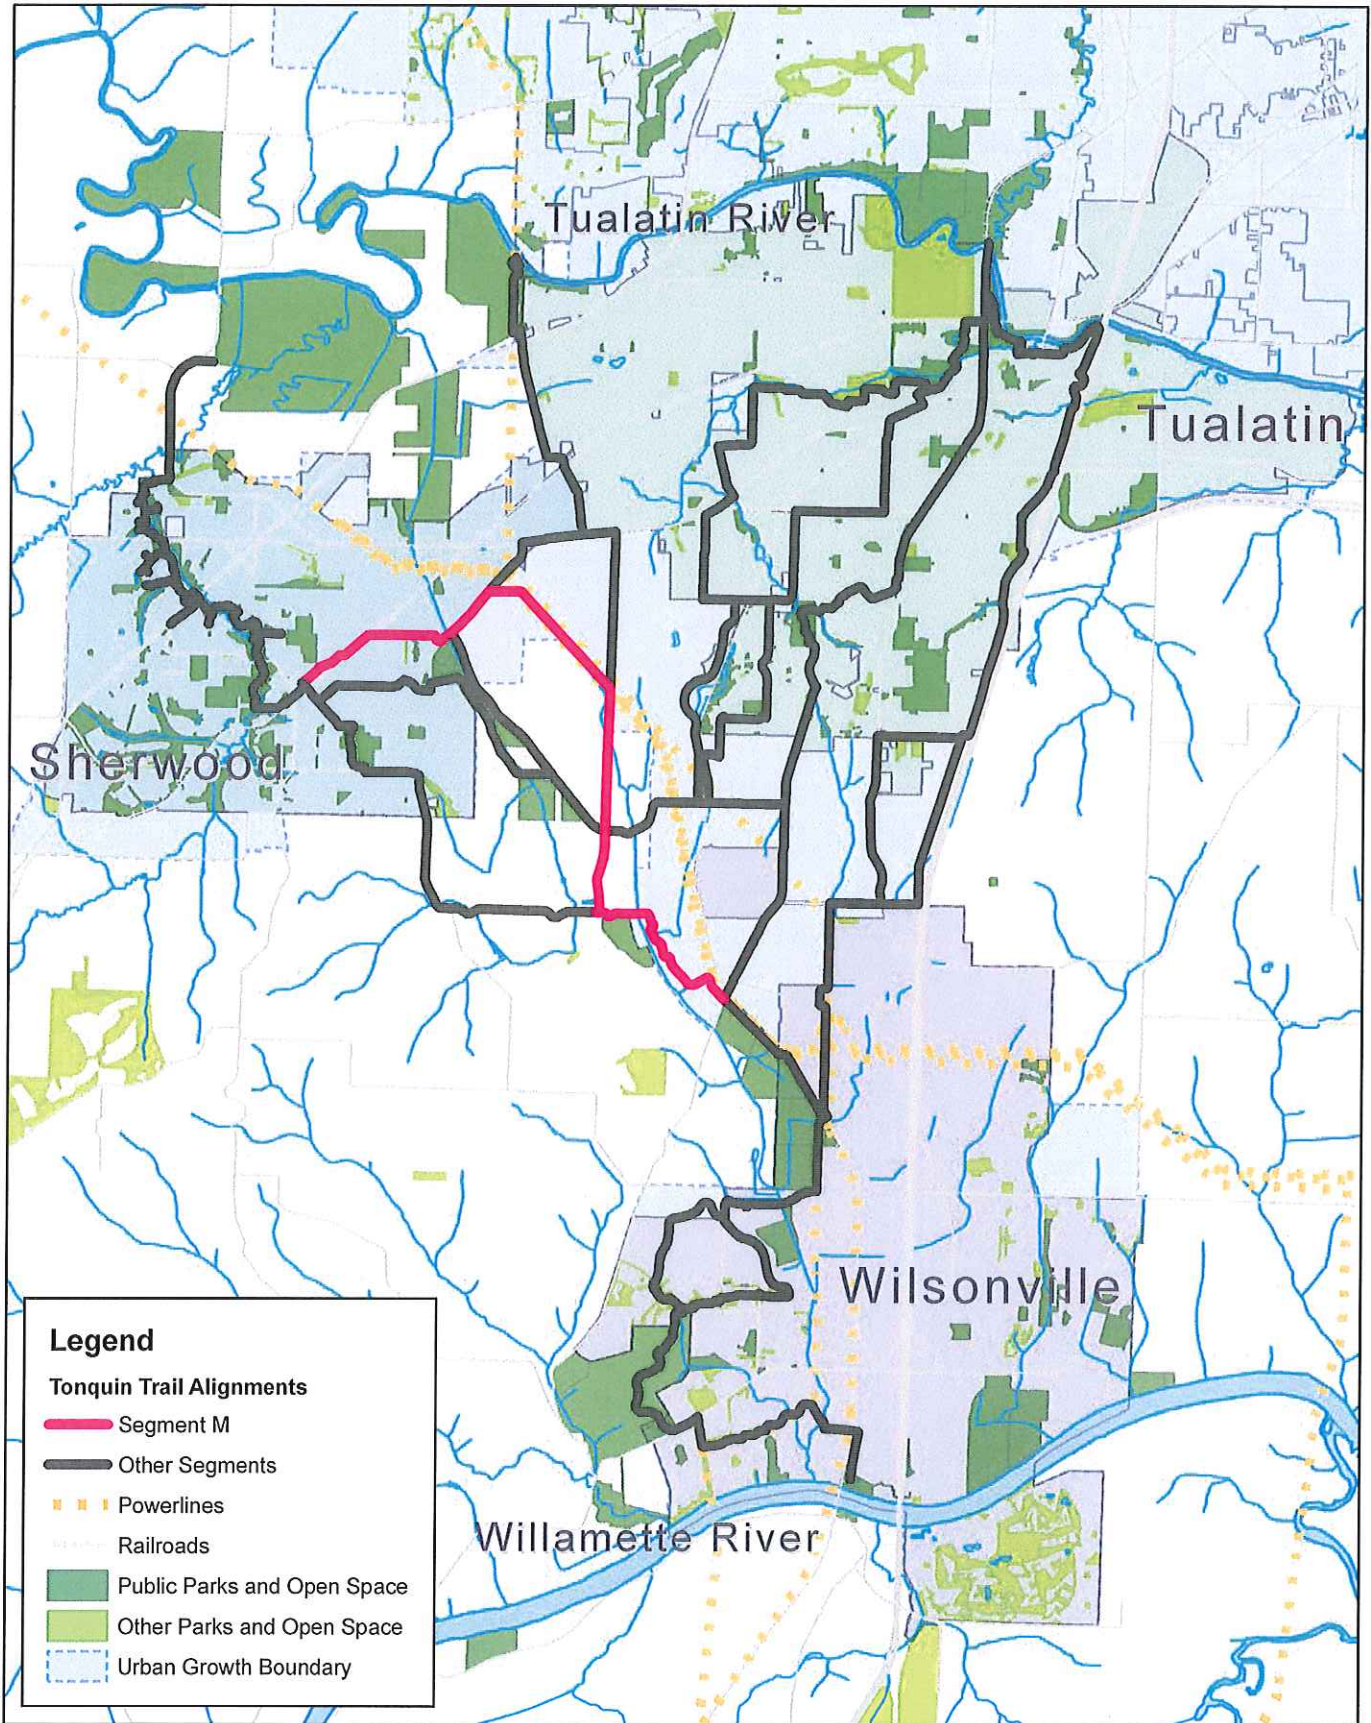 Tualatin River
Tualatin
Sherwood
Wilsonville
Willamette River
Legend
Tonquin Trail Alignments
Segment M
Other Segments
Powerlines
Railroads
Public Parks and Open Space
Other Parks and Open Space
Urban Growth Boundary